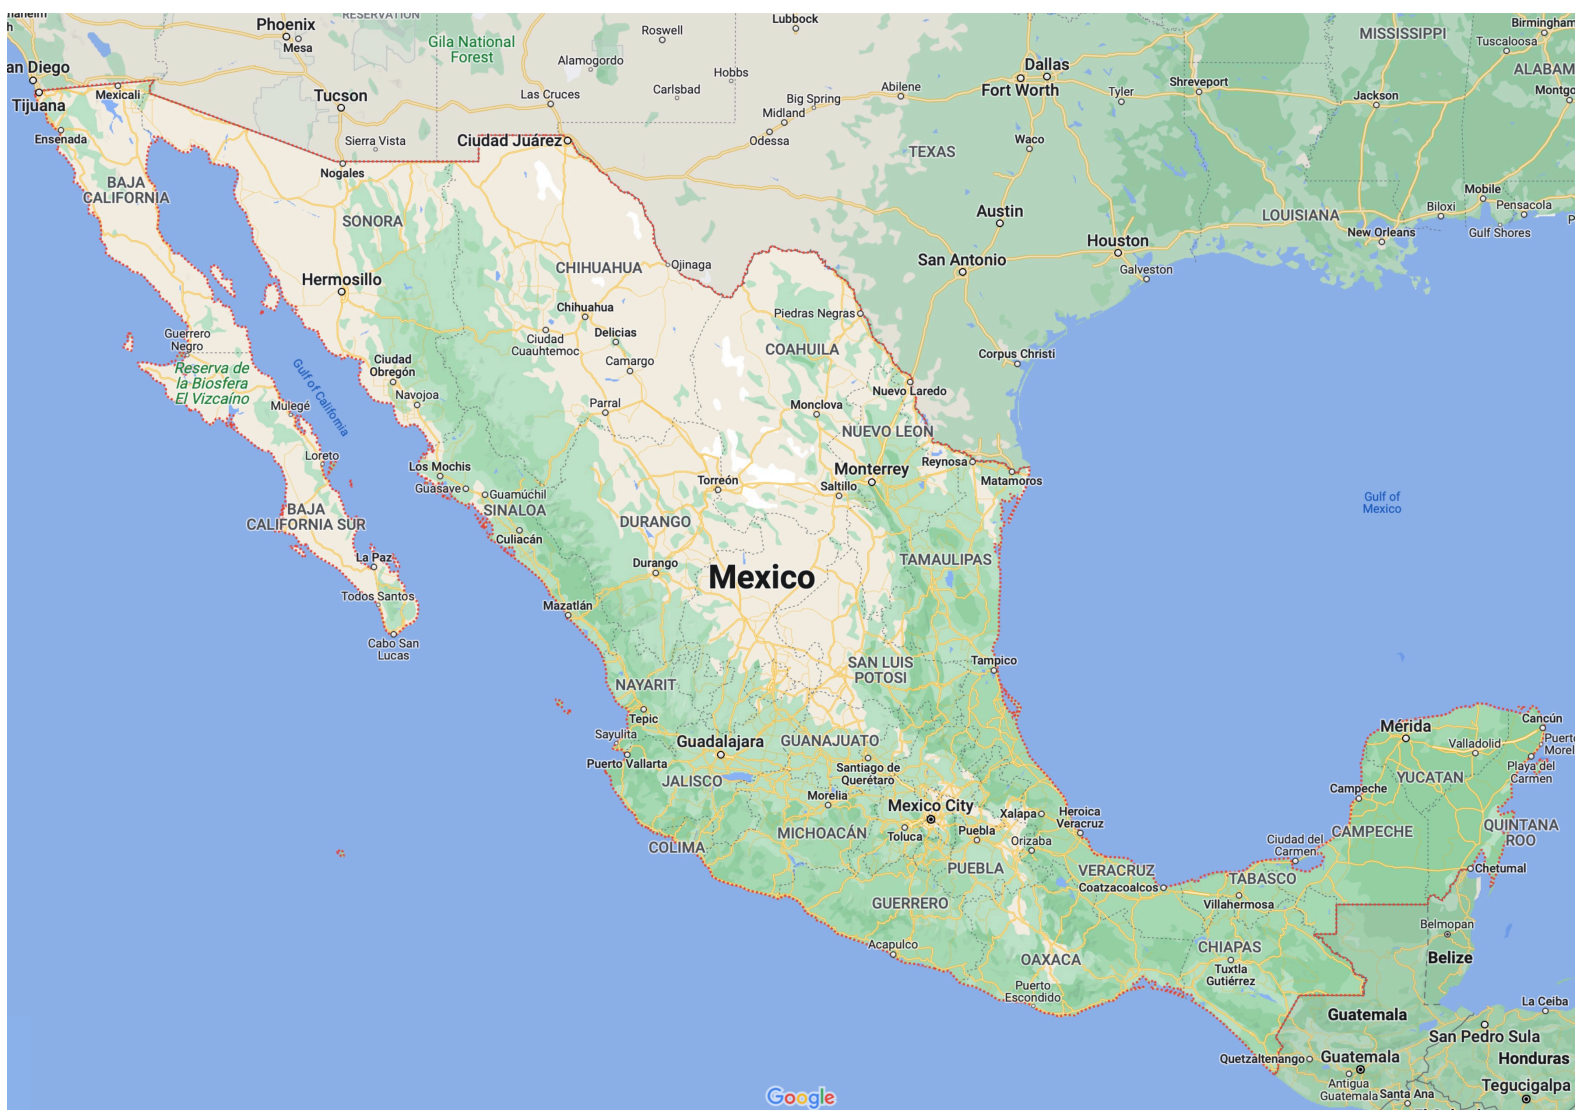 naheim
h
an Diego
Tijuana
Mexicali
Ensenada
BAJA
CALIFORNIA
Phoenix
Mesa
RESERVATION
Gila National
Forest
Tucson
Sierra Vista
Nogales
SONORA
Hermosillo
Roswell
Alamogordo
Hobbs
Carlsbad
Las Cruces
Ciudad Juárez
Lubbock
Big Spring
Midland
Odessa
Abilene
Dallas
Fort Worth
Tyler
Waco
TEXAS
Austin
Houston
San Antonio
Galveston
Corpus Christi
Shreveport
LOUISIANA
MISSISSIPPI
Jackson
Birmingham
Tuscaloosa
ALABAM
Montgo
Mobile
Biloxi
Pensacola
P
New Orleans
Gulf Shores
Ojinaga
CHIHUAHUA
Chihuahua
Ciudad
Cuauhtemoc
Delicias
Camargo
Parral
Piedras Negras
COAHUILA
Monclova
Nuevo Laredo
NUEVO LEON
Monterrey
Saltillo
Reynosa
Matamoros
Torreón
Guerrero
Negro
Reserva de
la Biosfera
El Vizcaíno
Gulf of California
Mulegé
Loreto
Ciudad
Obregón
Navojoa
Los Mochis
Guasave
Guamúchil
SINALOA
Culiacán
BAJA
CALIFORNIA SUR
La Paz
Todos Santos
Cabo San
Lucas
DURANGO
Durango
Mazatlán
Mexico
TAMAULIPAS
Gulf of
Mexico
SAN LUIS
POTOSI
Tampico
NAYARIT
Tepic
Sayulita
Puerto Vallarta
Guadalajara
JALISCO
GUANAJUATO
Santiago de
Querétaro
Morelia
Mexico City
Toluca
Puebla
Xalapa
Orizaba
Heroica
Veracruz
MICHOACÁN
COLIMA
PUEBLA
VERACRUZ
Coatzacoalcos
GUERRERO
Acapulco
OAXACA
Puerto
Escondido
Mérida
Valladolid
Cancún
Puerto
Morel
Playa del
Carmen
YUCATAN
Campeche
CAMPECHE
QUINTANA
ROO
Ciudad del
Carmen
TABASCO
Villahermosa
Chetumal
CHIAPAS
Tuxtla
Gutiérrez
Belmopan
Belize
Guatemala
La Ceiba
San Pedro Sula
Honduras
Quetzaltenango
Guatemala
Antigua
Guatemala
Santa Ana
Tegucigalpa
Google